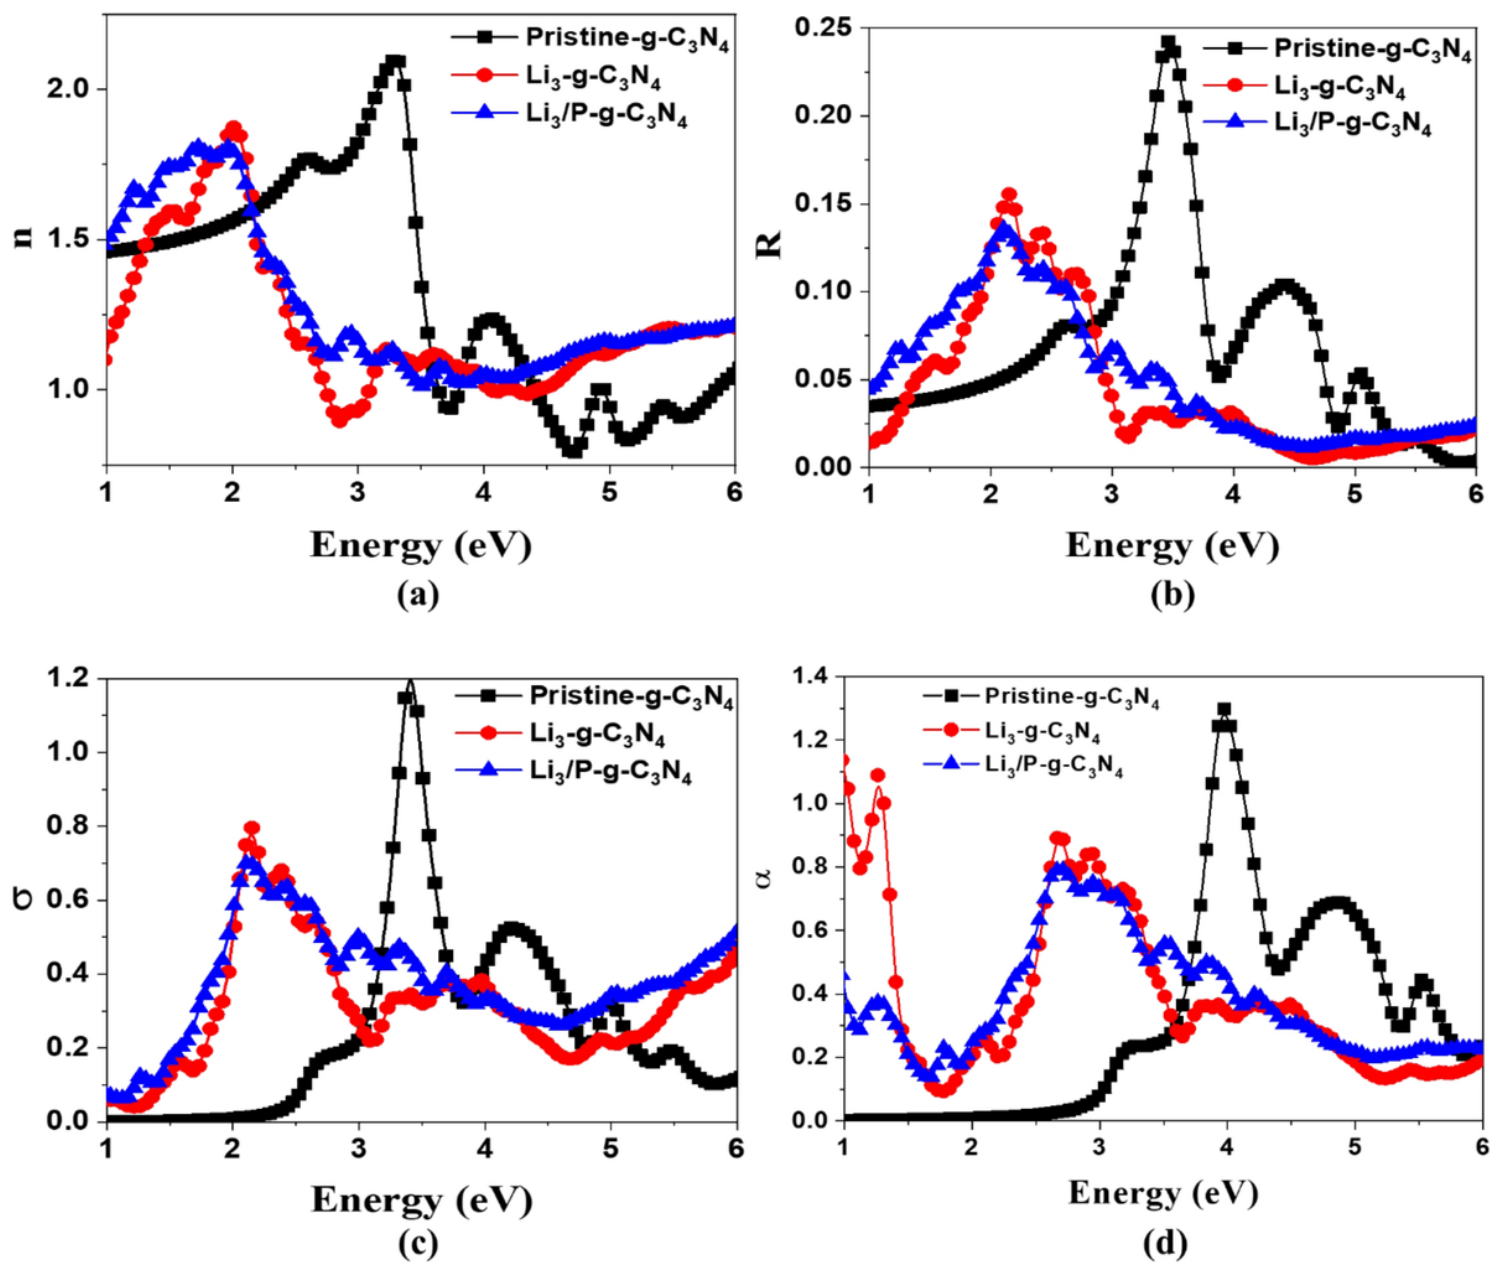 Pristine-g-C₃N₄
Li₃-g-C₃N₄
Li₃/P-g-C₃N₄
2.0
1.5
1.0
n
1 2 3 4 5 6
Energy (eV)
(a)
Pristine-g-C₃N₄
Li₃-g-C₃N₄
Li₃/P-g-C₃N₄
0.25
0.20
0.15
0.10
0.05
0.00
R
1 2 3 4 5 6
Energy (eV)
(b)
Pristine-g-C₃N₄
Li₃-g-C₃N₄
Li₃/P-g-C₃N₄
1.2
1.0
0.8
0.6
0.4
0.2
0.0
σ
1 2 3 4 5 6
Energy (eV)
(c)
Pristine-g-C₃N₄
Li₃-g-C₃N₄
Li₃/P-g-C₃N₄
1.4
1.2
1.0
0.8
0.6
0.4
0.2
0.0
α
1 2 3 4 5 6
Energy (eV)
(d)